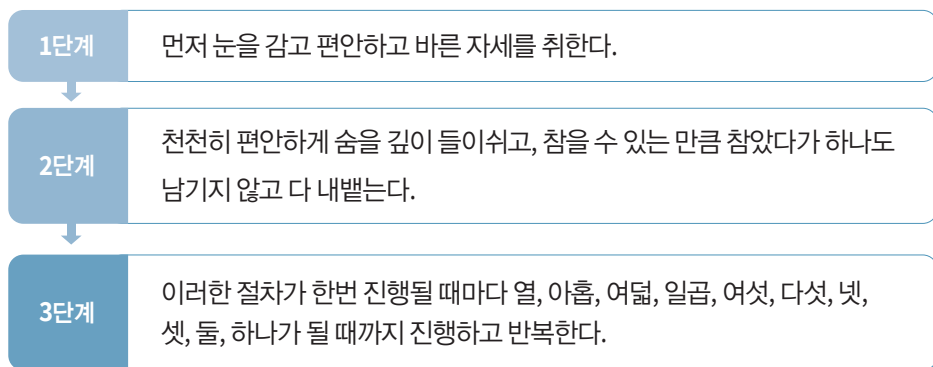 1단계
먼저 눈을 감고 편안하고 바른 자세를 취한다.
2단계
천천히 편안하게 숨을 깊이 들이쉬고, 참을 수 있는 만큼 참았다가 하나도
남기지 않고 다 내뱉는다.
3단계
이러한 절차가 한번 진행될 때마다 열, 아홉, 여덟, 일곱, 여섯, 다섯, 넷,
셋, 둘, 하나가 될 때까지 진행하고 반복한다.